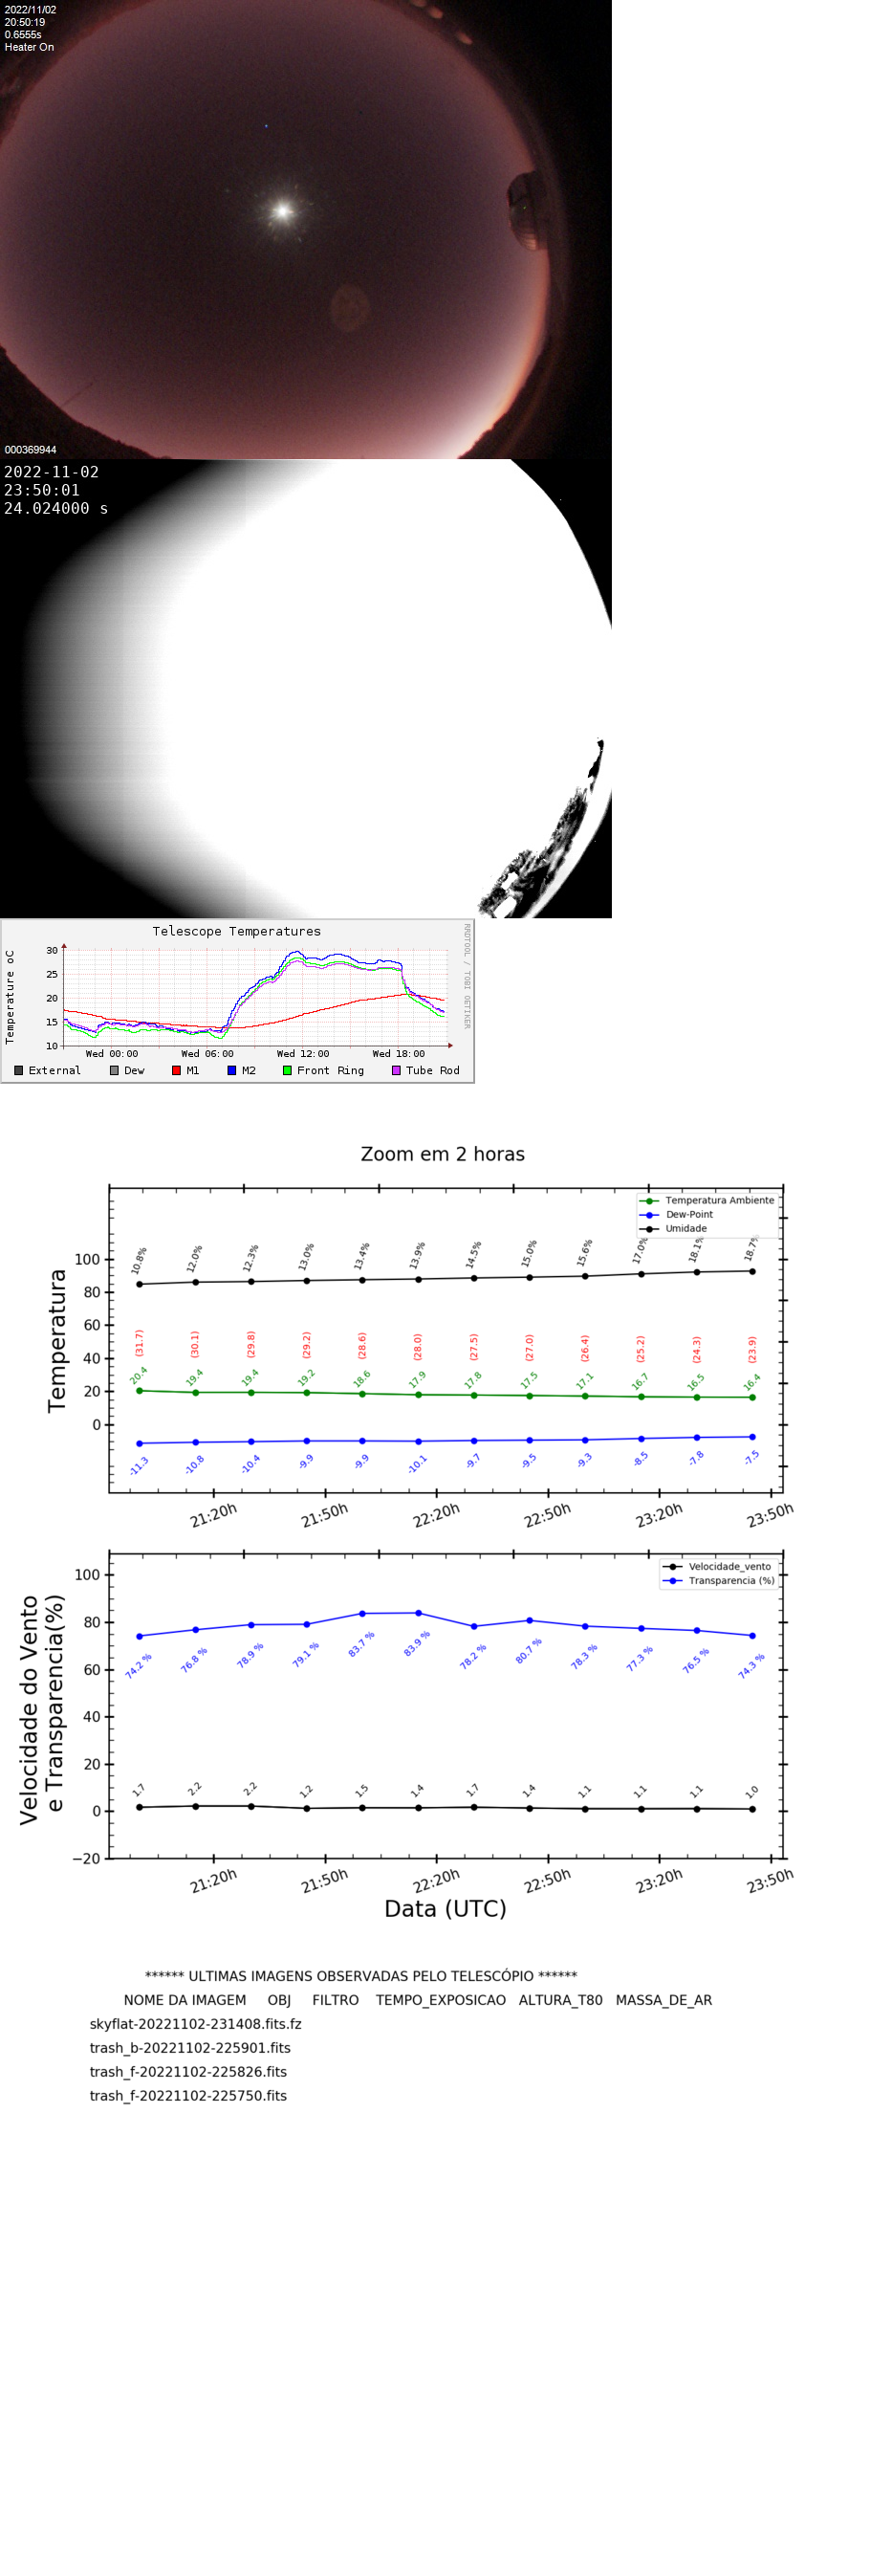 2022/11/02
20:50:19
0.6555s
Heater On
000369944
2022-11-02
23:50:01
24.024000 s
Telescope Temperatures
RRDTOOL / TOBI OETIKER
Temperature oC
30
25
20
15
10
Wed 00:00 Wed 06:00 Wed 12:00 Wed 18:00
External Dew M1 M2 Front Ring Tube Rod
Zoom em 2 horas
Temperatura Ambiente
Dew-Point
Umidade
Temperatura
100
80
60
40
20
0
10.8% 12.0% 12.3% 13.0% 13.4% 13.9% 14.5% 15.0% 15.6% 17.0% 18.1% 18.7%
(31.7) (30.1) (29.8) (29.2) (28.6) (28.0) (27.5) (27.0) (26.4) (25.2) (24.3) (23.9)
20.4 19.4 19.4 19.2 18.6 17.9 17.8 17.5 17.1 16.7 16.5 16.4
-11.3 -10.8 -10.4 -9.9 -9.9 -10.1 -9.7 -9.5 -9.3 -8.5 -7.8 -7.5
21:20h 21:50h 22:20h 22:50h 23:20h 23:50h
Velocidade_vento
Transparencia (%)
Velocidade do Vento
e Transparencia(%)
100
80
60
40
20
0
−20
74.2 % 76.8 % 78.9 % 79.1 % 83.7 % 83.9 % 78.2 % 80.7 % 78.3 % 77.3 % 76.5 % 74.3 %
1.7 2.2 2.2 1.2 1.5 1.4 1.7 1.4 1.1 1.1 1.1 1.0
21:20h 21:50h 22:20h 22:50h 23:20h 23:50h
Data (UTC)
****** ULTIMAS IMAGENS OBSERVADAS PELO TELESCÓPIO ******
NOME DA IMAGEM OBJ FILTRO TEMPO_EXPOSICAO ALTURA_T80 MASSA_DE_AR
skyflat-20221102-231408.fits.fz
trash_b-20221102-225901.fits
trash_f-20221102-225826.fits
trash_f-20221102-225750.fits